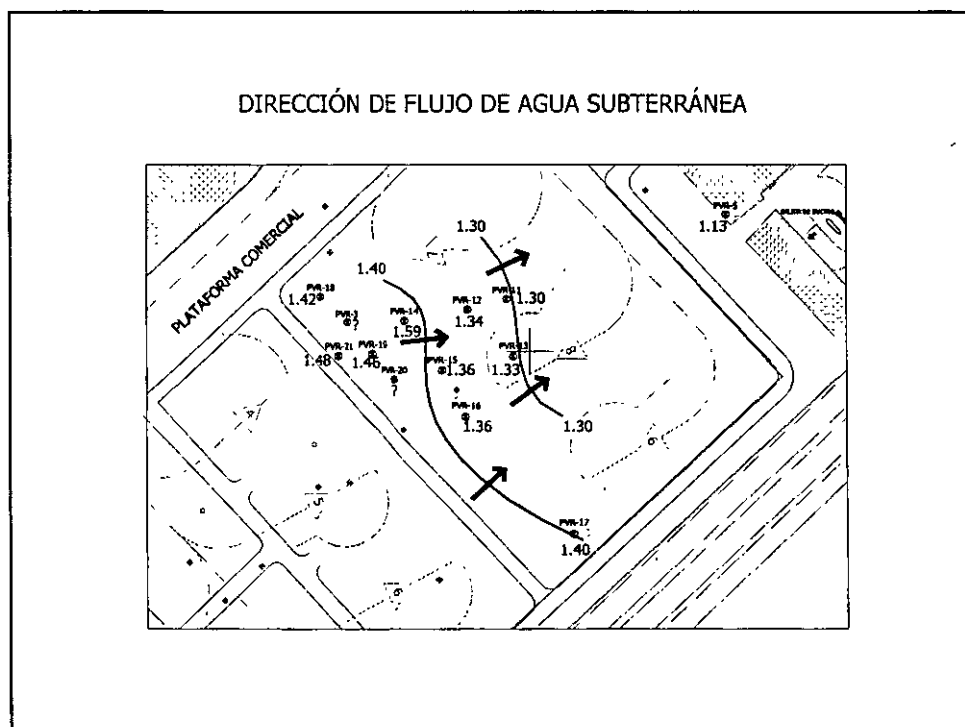 DIRECCIÓN DE FLUJO DE AGUA SUBTERRÁNEA
PLATAFORMA COMERCIAL
PVR-5
1.13
1.30
1.40
PVR-18
1.42
PVR-3
?
PVR-14
1.59
PVR-12
1.34
PVR-11
1.30
PVR-21
1.48
PVR-19
1.46
PVR-20
?
PVR-15
1.36
PVR-13
1.33
PVR-16
1.36
1.30
PVR-17
1.40